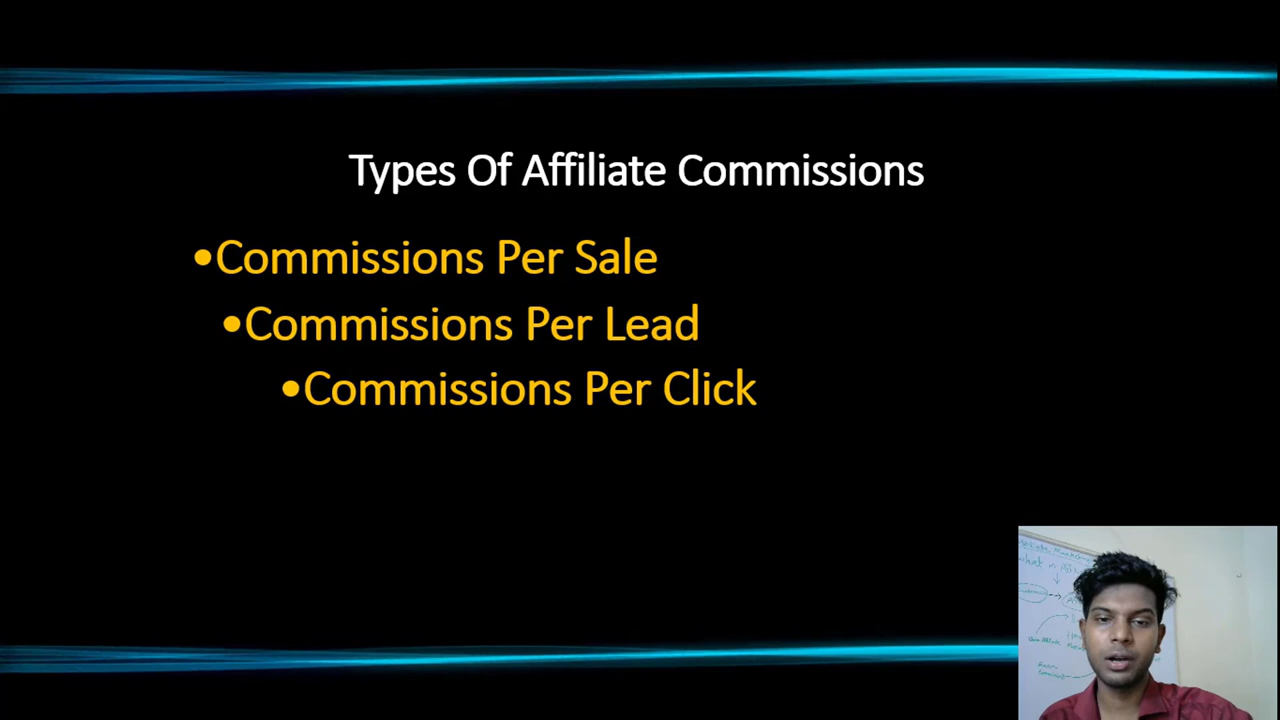 Types Of Affiliate Commissions
•Commissions Per Sale
•Commissions Per Lead
•Commissions Per Click